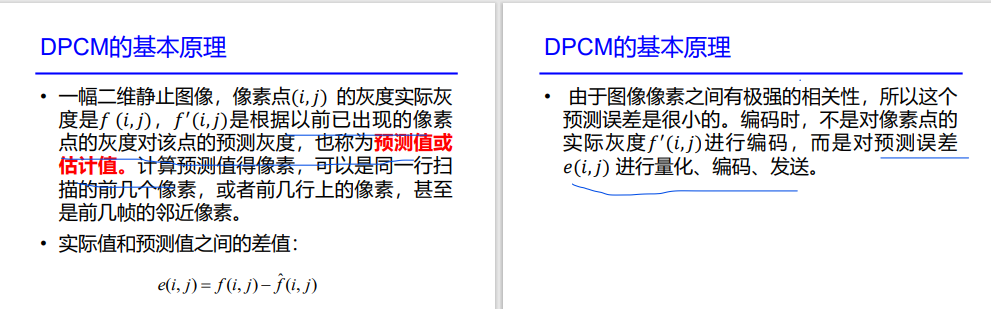 DPCM的基本原理
• 一幅二维静止图像，像素点(i,j) 的灰度实际灰
度是f (i,j)，f′(i,j)是根据以前已出现的像素
点的灰度对该点的预测灰度，也称为预测值或
估计值。计算预测值得像素，可以是同一行扫
描的前几个像素，或者前几行上的像素，甚至
是前几帧的邻近像素。
• 实际值和预测值之间的差值：
e(i,j) = f(i,j) − f̂(i,j)
DPCM的基本原理
• 由于图像像素之间有极强的相关性，所以这个
预测误差是很小的。编码时，不是对像素点的
实际灰度f′(i,j)进行编码，而是对预测误差
e(i,j) 进行量化、编码、发送。